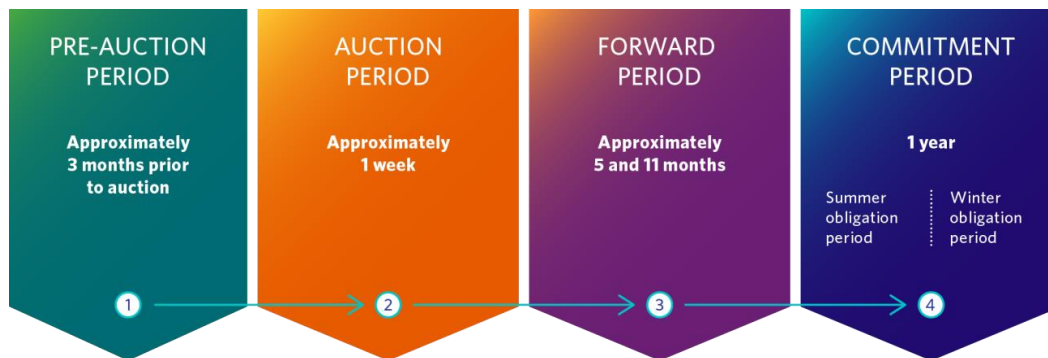 PRE-AUCTION
PERIOD
Approximately
3 months prior
to auction
1
AUCTION
PERIOD
Approximately
1 week
2
FORWARD
PERIOD
Approximately
5 and 11 months
3
COMMITMENT
PERIOD
1 year
Summer
obligation
period
Winter
obligation
period
4